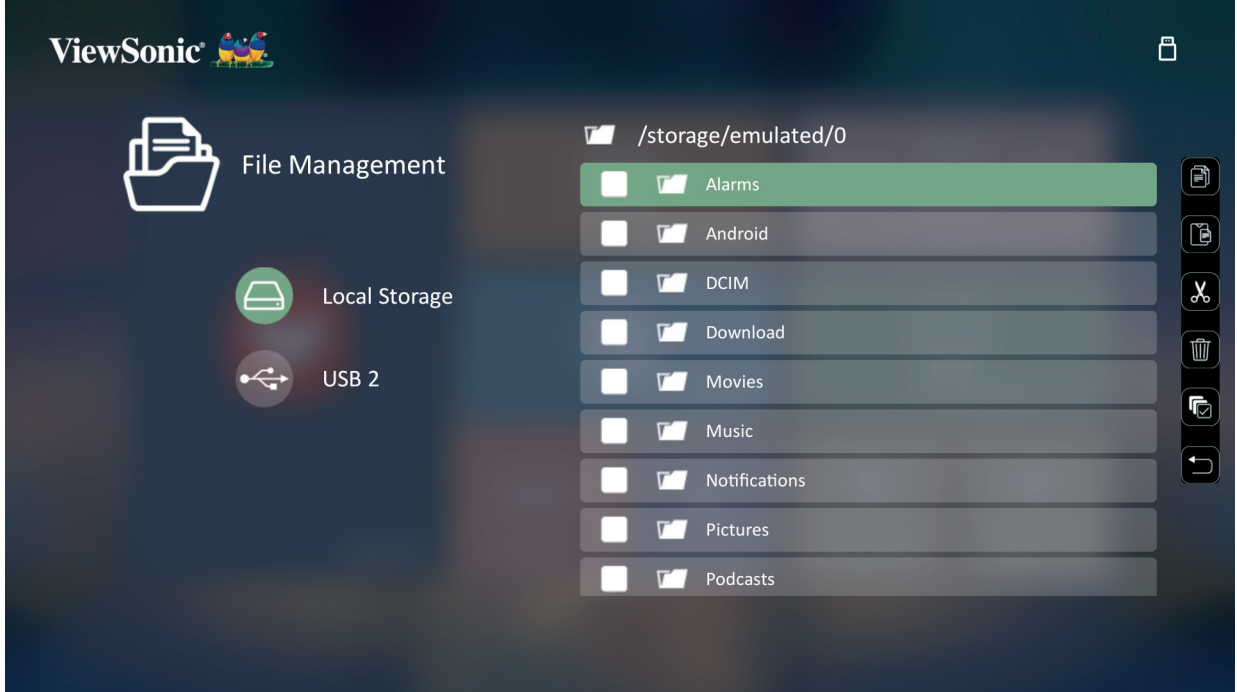 ViewSonic®
File Management
Local Storage
USB 2
/storage/emulated/0
Alarms
Android
DCIM
Download
Movies
Music
Notifications
Pictures
Podcasts